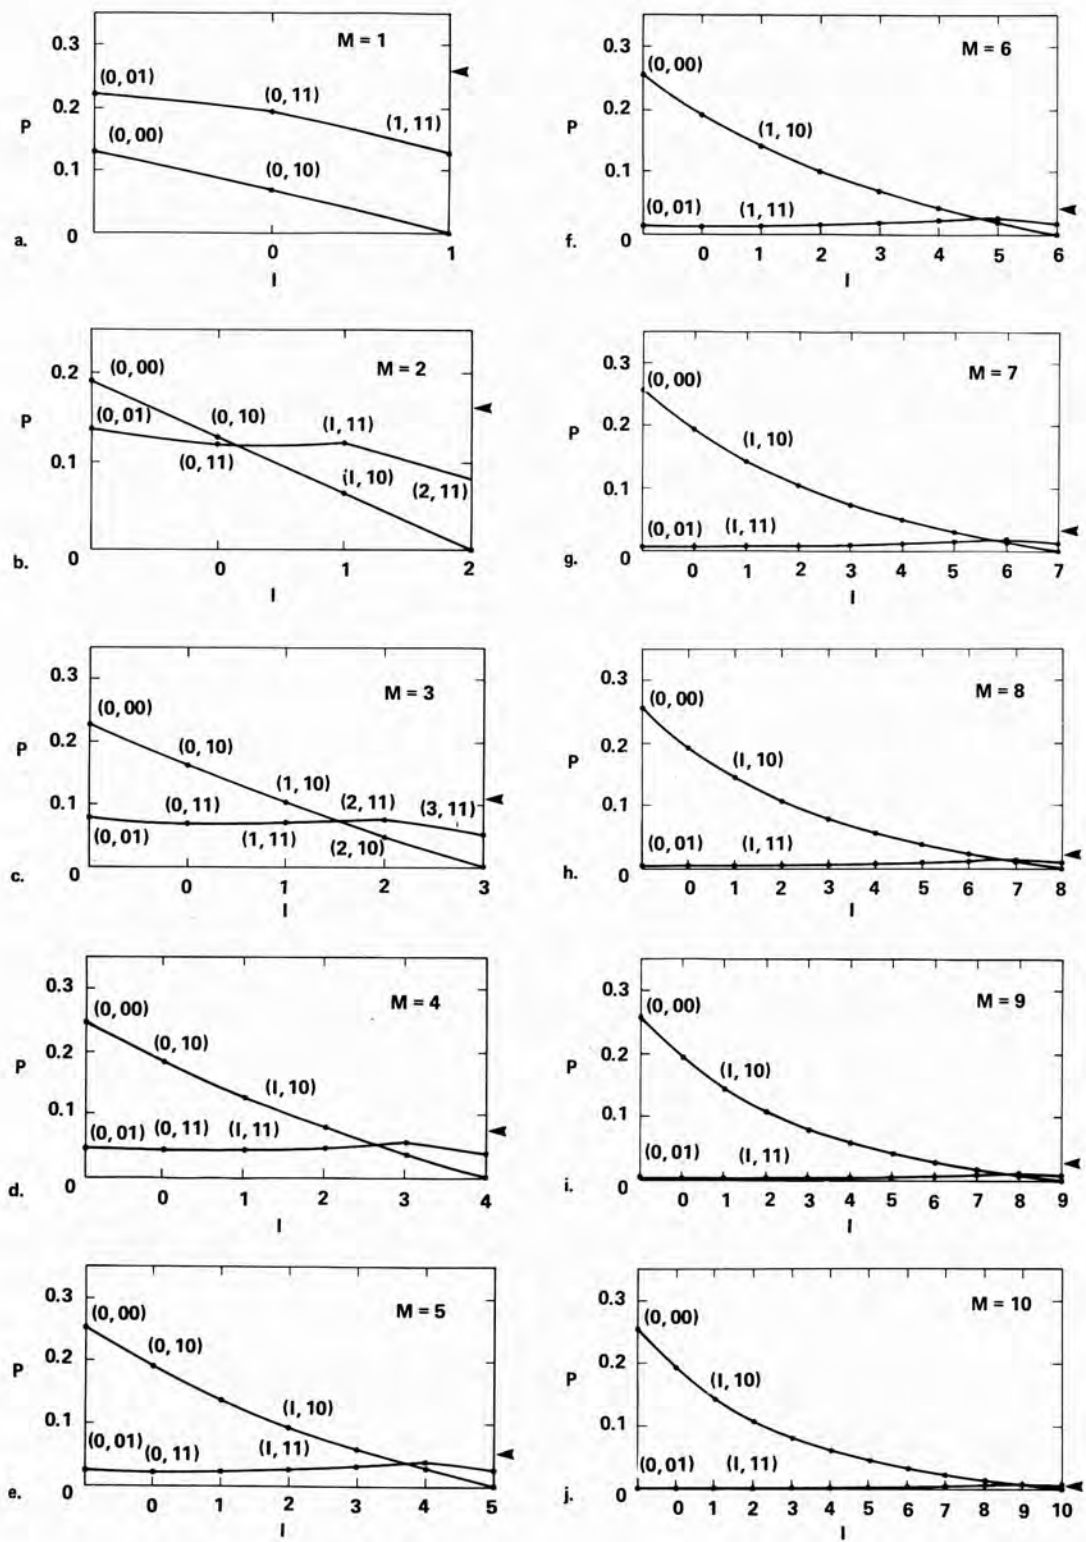 0.3
M = 1
(0, 01)
(0, 11)
0.2
P
(0, 00)
(1, 11)
0.1
(0, 10)
a.
0
0 1
I
(0, 00)
M = 2
0.2
(0, 01)
(0, 10)
(I, 11)
P
0.1
(0, 11)
(I, 10)
(2, 11)
b.
0
0 1 2
I
0.3
M = 3
(0, 00)
0.2
P
(0, 10)
(1, 10)
0.1
(0, 11)
(2, 11)
(3, 11)
(0, 01)
(1, 11)
(2, 10)
c.
0
0 1 2 3
I
0.3
(0, 00)
M = 4
0.2
(0, 10)
P
(I, 10)
0.1
(0, 01)
(0, 11)
(I, 11)
d.
0
0 1 2 3 4
I
0.3
(0, 00)
M = 5
0.2
(0, 10)
P
(I, 10)
0.1
(0, 01)
(0, 11)
(I, 11)
e.
0
0 1 2 3 4 5
I
0.3
M = 6
(0, 00)
0.2
P
(1, 10)
0.1
(0, 01)
(1, 11)
f.
0
0 1 2 3 4 5 6
I
0.3
M = 7
(0, 00)
0.2
P
(I, 10)
0.1
(0, 01)
(I, 11)
g.
0
0 1 2 3 4 5 6 7
I
0.3
M = 8
(0, 00)
0.2
P
(I, 10)
0.1
(0, 01)
(I, 11)
h.
0
0 1 2 3 4 5 6 7 8
I
0.3
M = 9
(0, 00)
0.2
P
(I, 10)
0.1
(0, 01)
(I, 11)
i.
0
0 1 2 3 4 5 6 7 8 9
I
0.3
M = 10
(0, 00)
0.2
P
(I, 10)
0.1
(0, 01)
(I, 11)
j.
0
0 1 2 3 4 5 6 7 8 9 10
I